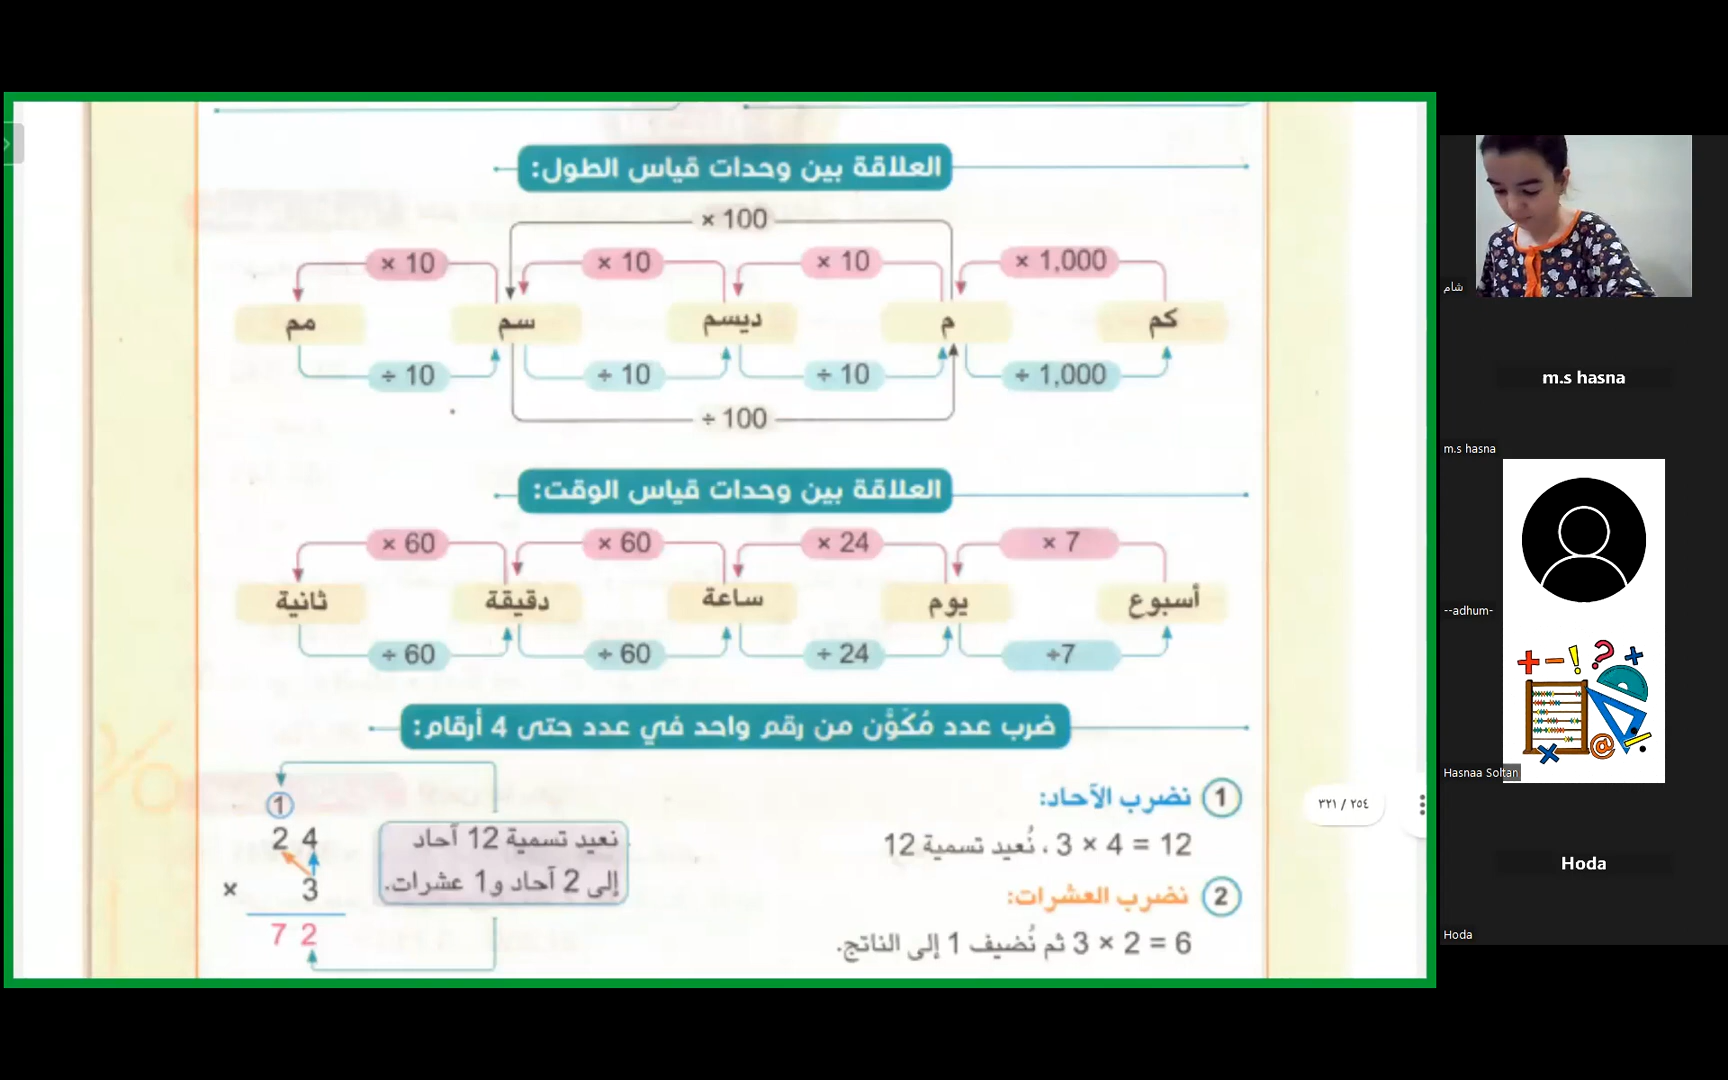 العلاقة بين وحدات قياس الطول:
× 100
× 1,000
× 10
× 10
× 10
كم
م
ديسم
سم
مم
÷ 1,000
÷ 10
÷ 10
÷ 10
÷ 100
العلاقة بين وحدات قياس الوقت:
× 7
× 24
× 60
× 60
أسبوع
يوم
ساعة
دقيقة
ثانية
÷7
÷ 24
÷ 60
÷ 60
ضرب عدد مُكَوَّن من رقم واحد في عدد حتى 4 أرقام:
1 نضرب الآحاد:
3 × 4 = 12 ، نُعيد تسمية 12
2 نضرب العشرات:
3 × 2 = 6 ثم نُضيف 1 إلى الناتج.
نعيد تسمية 12 آحاد
إلى 2 آحاد و1 عشرات.
1
2 4
× 3
7 2
٢٥٤ / ٣٢١
شام
m.s hasna
m.s hasna
--adhum-
Hasnaa Soltan
Hoda
Hoda